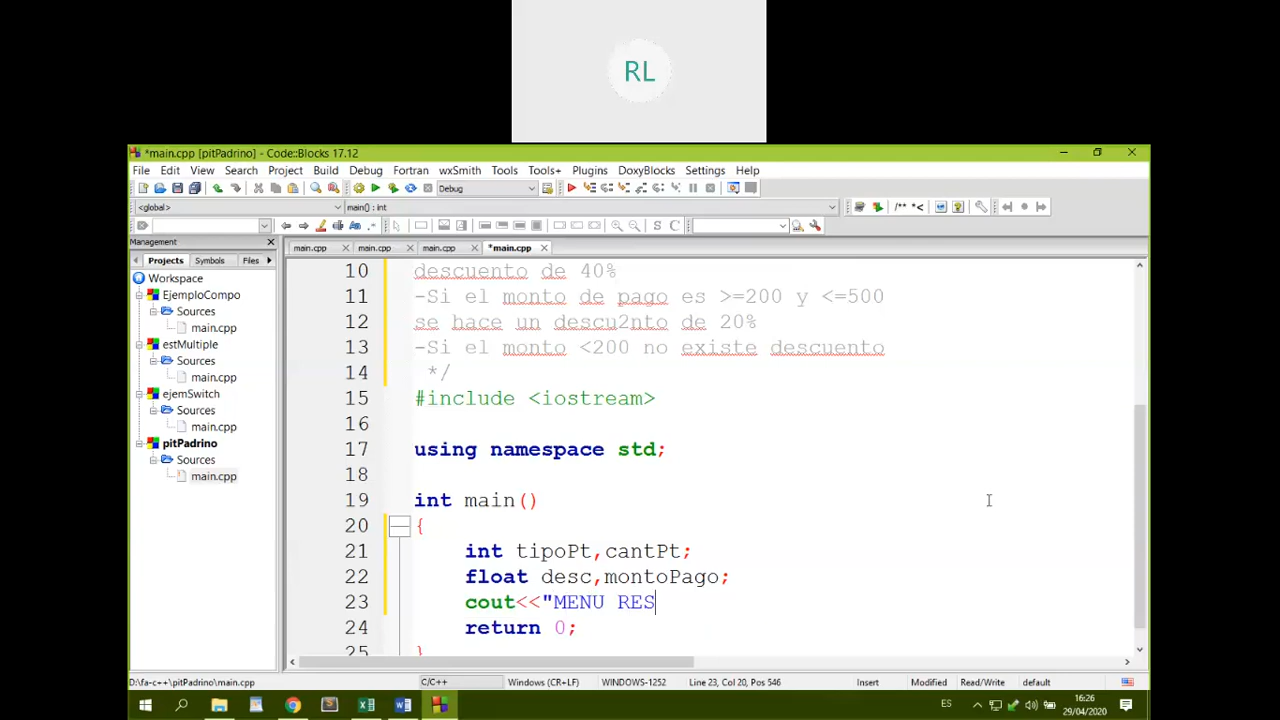 RL
*main.cpp [pitPadrino] - Code::Blocks 17.12
File Edit View Search Project Build Debug Fortran wxSmith Tools Tools+ Plugins DoxyBlocks Settings Help
Debug
<global> main() : int
/** *<
Management
Projects Symbols Files
main.cpp main.cpp main.cpp *main.cpp
Workspace
EjemploCompo
Sources
main.cpp
estMultiple
Sources
main.cpp
ejemSwitch
Sources
main.cpp
pitPadrino
Sources
main.cpp
10 descuento de 40%
11 -Si el monto de pago es >=200 y <=500
12 se hace un descu2nto de 20%
13 -Si el monto <200 no existe descuento
14 */
15 #include <iostream>
16
17 using namespace std;
18
19 int main()
20 {
21 int tipoPt,cantPt;
22 float desc,montoPago;
23 cout<<"MENU RES
24 return 0;
25 }
D:\fa-c++\pitPadrino\main.cpp C/C++ Windows (CR+LF) WINDOWS-1252 Line 23, Col 20, Pos 546 Insert Modified Read/Write default
ES 16:26
29/04/2020